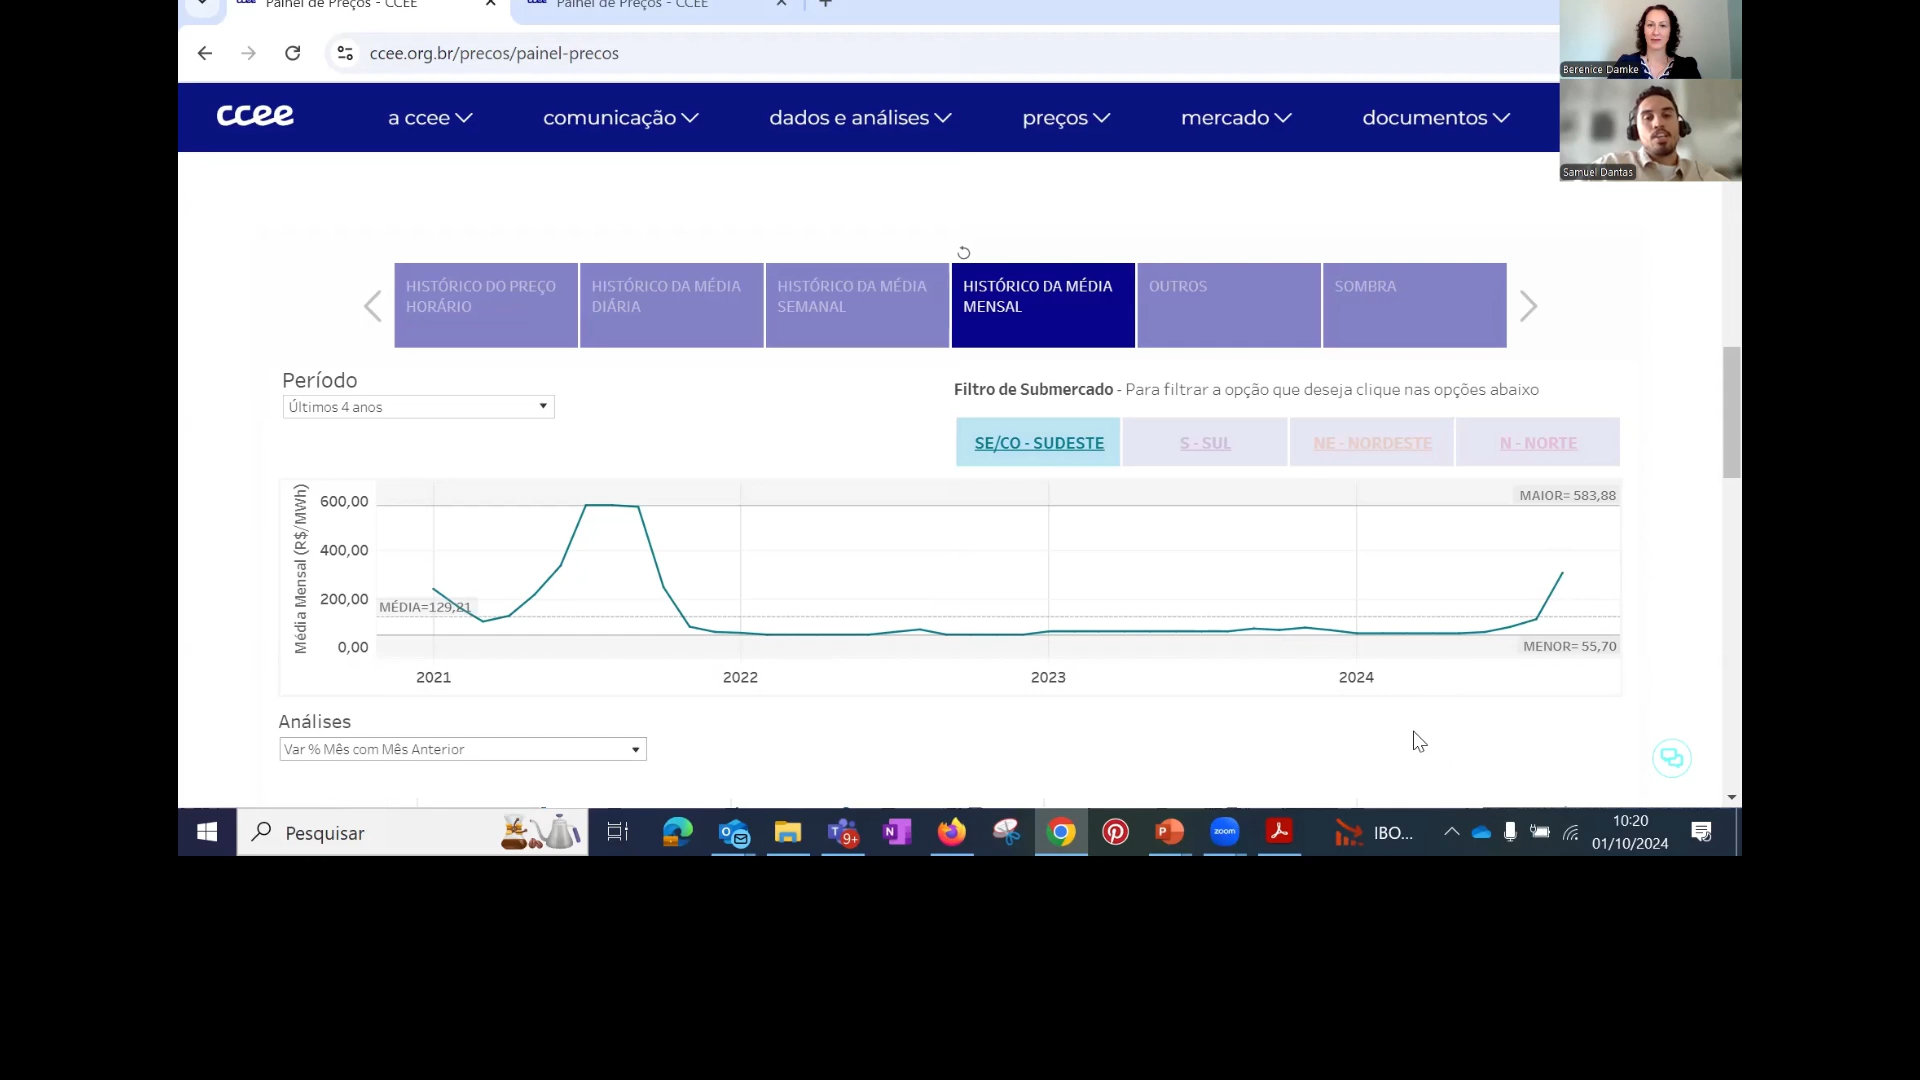 Painel de Preços - CCEE
Painel de Preços - CCEE
ccee.org.br/precos/painel-precos
Berenice Damke
Samuel Dantas
ccee
a ccee
comunicação
dados e análises
preços
mercado
documentos
HISTÓRICO DO PREÇO
HORÁRIO
HISTÓRICO DA MÉDIA
DIÁRIA
HISTÓRICO DA MÉDIA
SEMANAL
HISTÓRICO DA MÉDIA
MENSAL
OUTROS
SOMBRA
Período
Últimos 4 anos
Filtro de Submercado - Para filtrar a opção que deseja clique nas opções abaixo
SE/CO - SUDESTE
S - SUL
NE - NORDESTE
N - NORTE
Média Mensal (R$/MWh)
600,00
400,00
200,00
0,00
MAIOR= 583,88
MÉDIA=129,21
MENOR= 55,70
2021
2022
2023
2024
Análises
Var % Mês com Mês Anterior
Pesquisar
9+
zoom
IBO...
10:20
01/10/2024